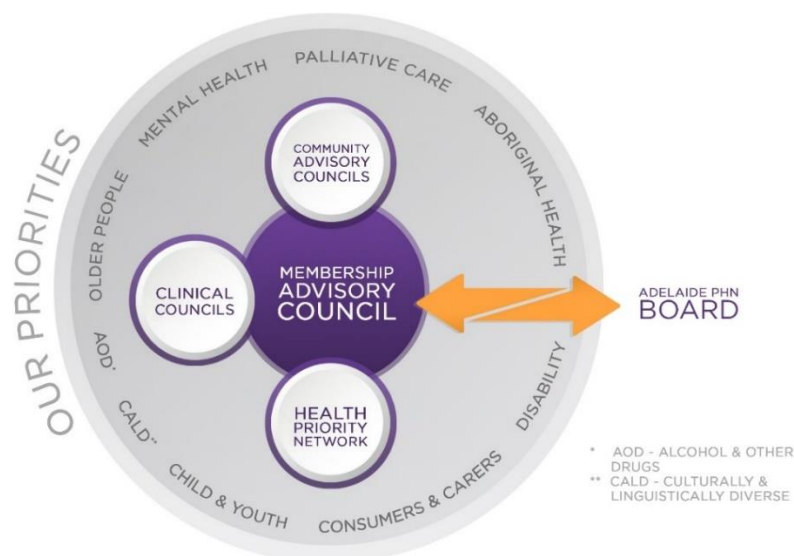 OUR PRIORITIES
MENTAL HEALTH
PALLIATIVE CARE
ABORIGINAL HEALTH
OLDER PEOPLE
AOD*
CALD**
CHILD & YOUTH
CONSUMERS & CARERS
DISABILITY
COMMUNITY
ADVISORY
COUNCILS
CLINICAL
COUNCILS
MEMBERSHIP
ADVISORY
COUNCIL
HEALTH
PRIORITY
NETWORK
ADELAIDE PHN
BOARD
* AOD - ALCOHOL & OTHER
DRUGS
** CALD - CULTURALLY &
LINGUISTICALLY DIVERSE